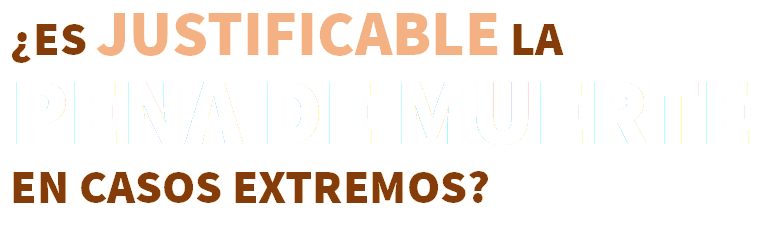 ¿ES JUSTIFICABLE LA
PENA DE MUERTE
EN CASOS EXTREMOS?